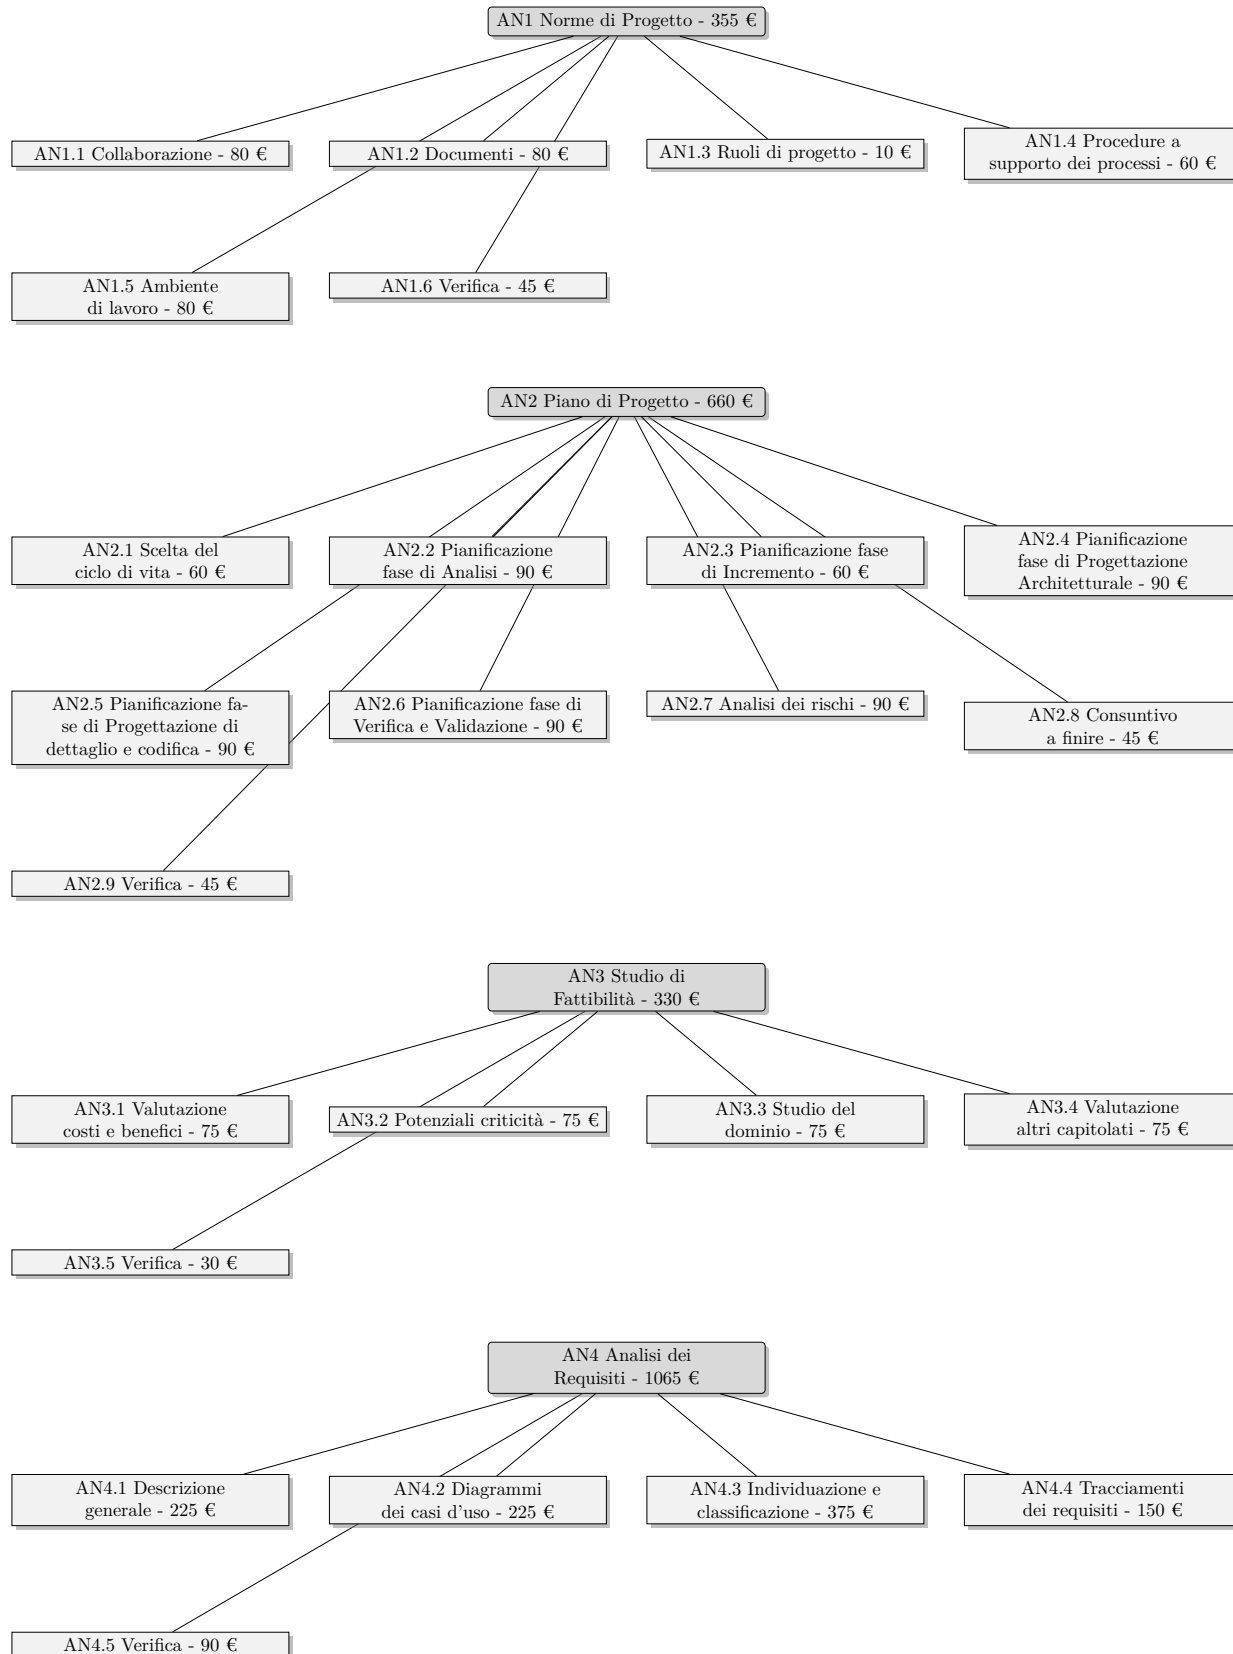 AN1 Norme di Progetto - 355 €
AN1.1 Collaborazione - 80 €
AN1.2 Documenti - 80 €
AN1.3 Ruoli di progetto - 10 €
AN1.4 Procedure a
supporto dei processi - 60 €
AN1.5 Ambiente
di lavoro - 80 €
AN1.6 Verifica - 45 €
AN2 Piano di Progetto - 660 €
AN2.1 Scelta del
ciclo di vita - 60 €
AN2.2 Pianificazione
fase di Analisi - 90 €
AN2.3 Pianificazione fase
di Incremento - 60 €
AN2.4 Pianificazione
fase di Progettazione
Architetturale - 90 €
AN2.5 Pianificazione fa-
se di Progettazione di
dettaglio e codifica - 90 €
AN2.6 Pianificazione fase di
Verifica e Validazione - 90 €
AN2.7 Analisi dei rischi - 90 €
AN2.8 Consuntivo
a finire - 45 €
AN2.9 Verifica - 45 €
AN3 Studio di
Fattibilità - 330 €
AN3.1 Valutazione
costi e benefici - 75 €
AN3.2 Potenziali criticità - 75 €
AN3.3 Studio del
dominio - 75 €
AN3.4 Valutazione
altri capitolati - 75 €
AN3.5 Verifica - 30 €
AN4 Analisi dei
Requisiti - 1065 €
AN4.1 Descrizione
generale - 225 €
AN4.2 Diagrammi
dei casi d'uso - 225 €
AN4.3 Individuazione e
classificazione - 375 €
AN4.4 Tracciamenti
dei requisiti - 150 €
AN4.5 Verifica - 90 €